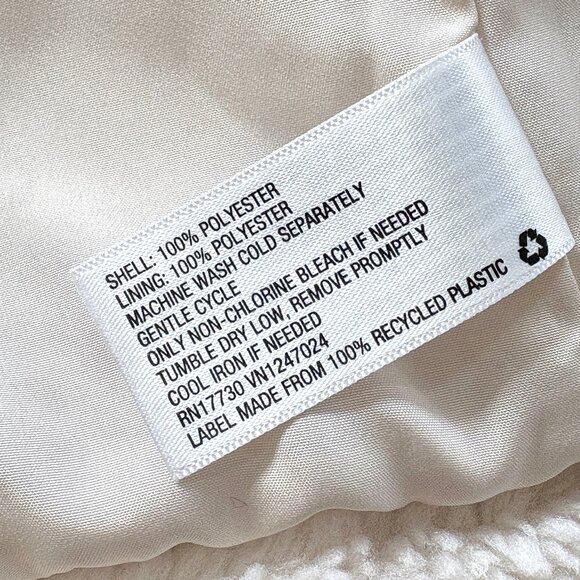 SHELL: 100% POLYESTER
LINING: 100% POLYESTER
MACHINE WASH COLD SEPARATELY
GENTLE CYCLE
ONLY NON-CHLORINE BLEACH IF NEEDED
TUMBLE DRY LOW, REMOVE PROMPTLY
COOL IRON IF NEEDED
RN17730 VN1247024
LABEL MADE FROM 100% RECYCLED PLASTIC